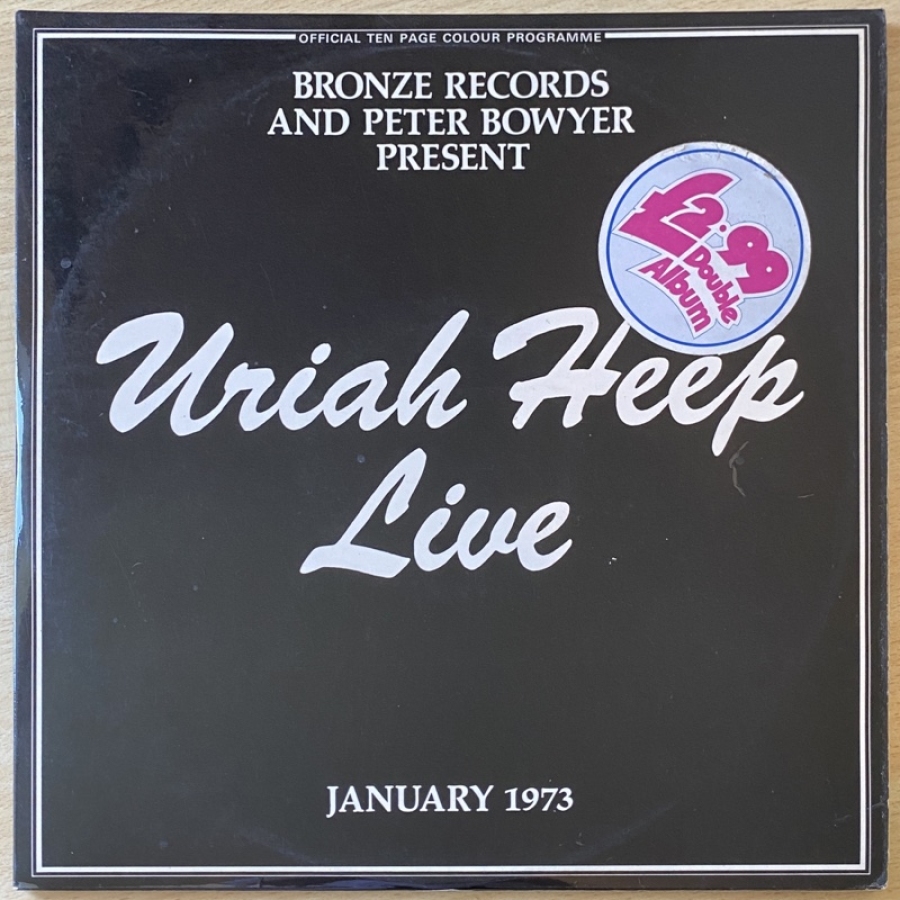 OFFICIAL TEN PAGE COLOUR PROGRAMME
BRONZE RECORDS
AND PETER BOWYER
PRESENT
£2·99
Double
Album
Uriah Heep
Live
JANUARY 1973